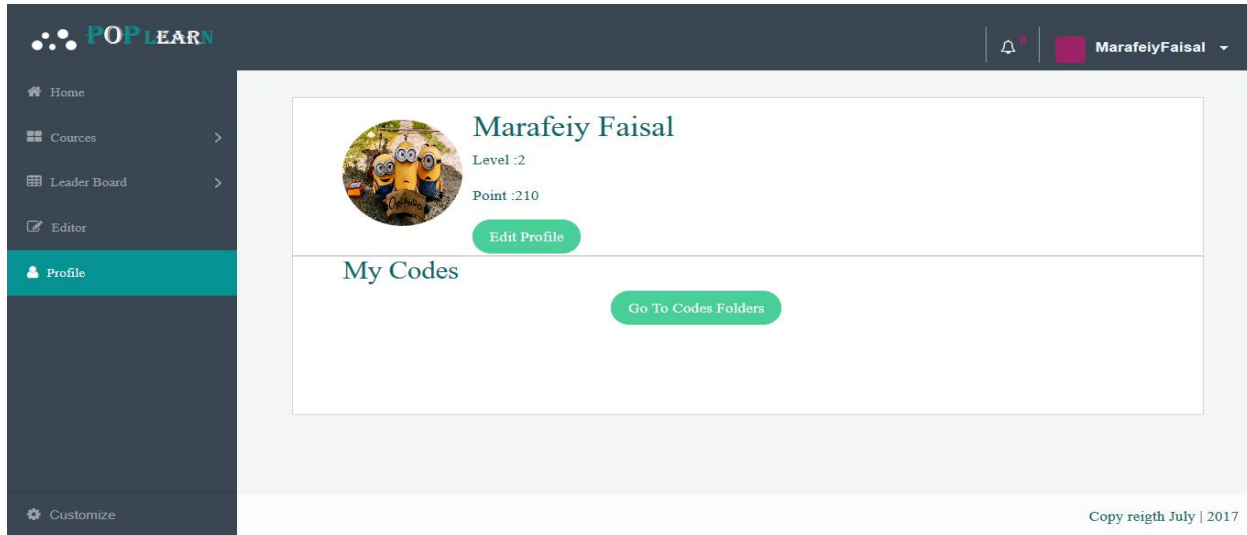 POP LEARN
8
MarafeiyFaisal
Home
Cources
Leader Board
Editor
Profile
Customize
Marafeiy Faisal
Level :2
Point :210
Edit Profile
My Codes
Go To Codes Folders
Copy reigth July | 2017